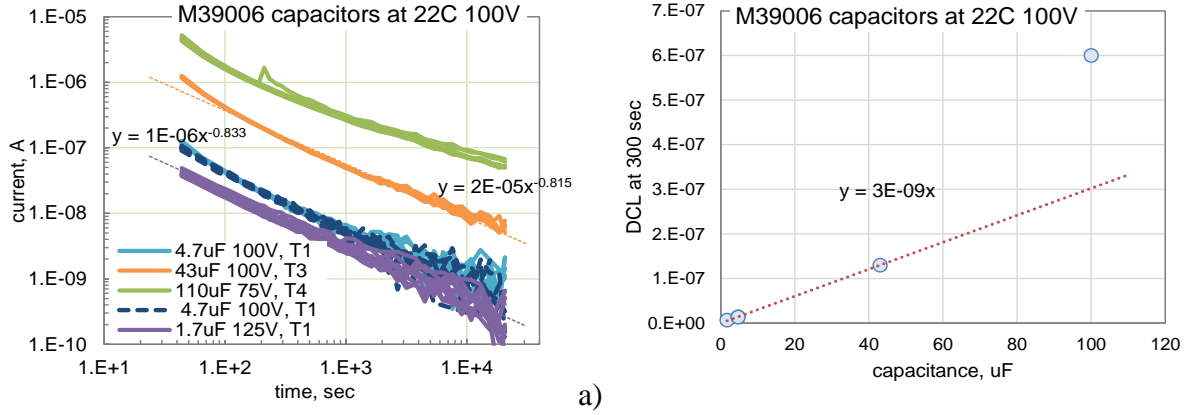 M39006 capacitors at 22C 100V
1.E-05
1.E-06
1.E-07
1.E-08
1.E-09
1.E-10
current, A
y = 1E-06x-0.833
y = 2E-05x-0.815
4.7uF 100V, T1
43uF 100V, T3
110uF 75V, T4
4.7uF 100V, T1
1.7uF 125V, T1
1.E+01 1.E+02 1.E+03 1.E+04
time, sec
a)
M39006 capacitors at 22C 100V
7.E-07
6.E-07
5.E-07
4.E-07
3.E-07
2.E-07
1.E-07
0.E+00
DCL at 300 sec
y = 3E-09x
0 20 40 60 80 100 120
capacitance, uF